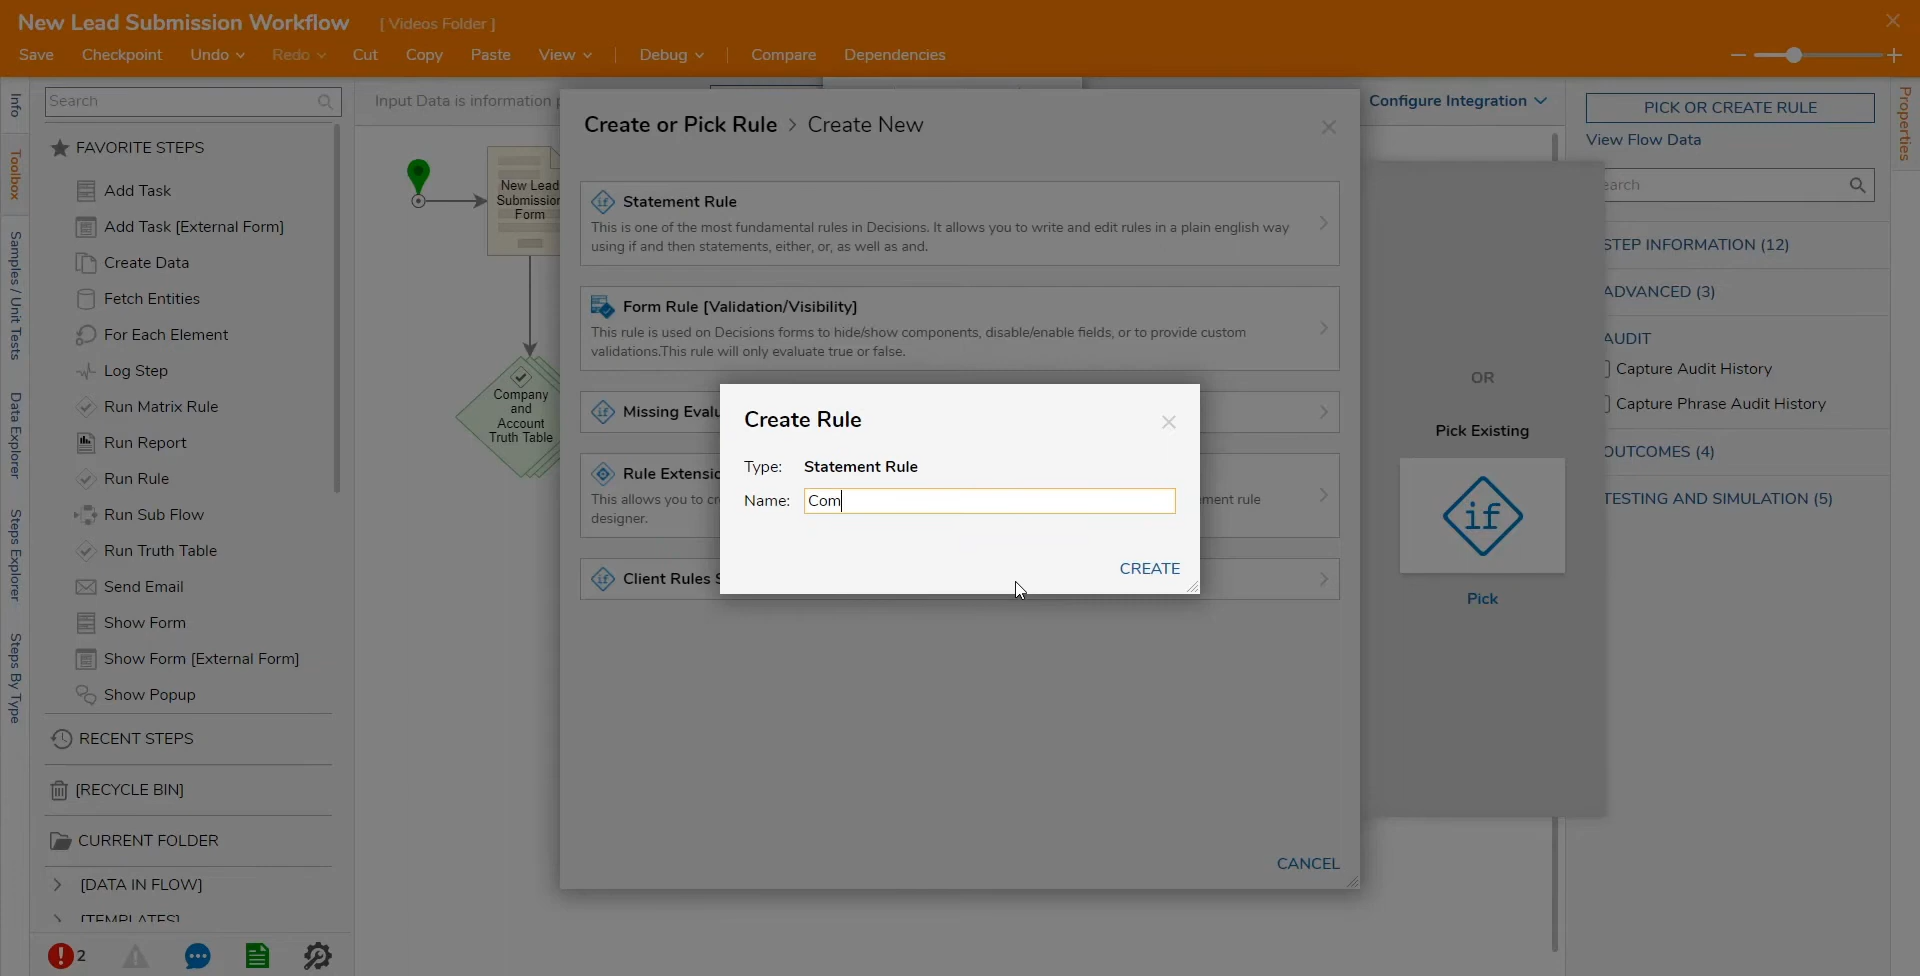 New Lead Submission Workflow [ Videos Folder ]
Save Checkpoint Undo Redo Cut Copy Paste View Debug Compare Dependencies
Info
Toolbox
Samples / Unit Tests
Data Explorer
Steps Explorer
Steps By Type
Search
FAVORITE STEPS
Add Task
Add Task [External Form]
Create Data
Fetch Entities
For Each Element
Log Step
Run Matrix Rule
Run Report
Run Rule
Run Sub Flow
Run Truth Table
Send Email
Show Form
Show Form [External Form]
Show Popup
RECENT STEPS
[RECYCLE BIN]
CURRENT FOLDER
[DATA IN FLOW]
[TEMPLATES]
2
Input Data is information
New Lead
Submission
Form
Company
and
Account
Truth Table
Create or Pick Rule > Create New
if Statement Rule
This is one of the most fundamental rules in Decisions. It allows you to write and edit rules in a plain english way
using if and then statements, either, or, as well as and.
Form Rule [Validation/Visibility]
This rule is used on Decisions forms to hide/show components, disable/enable fields, or to provide custom
validations.This rule will only evaluate true or false.
if Missing
Rule
This allows you to
ment rule
designer.
if Client Rules
CANCEL
Create Rule
Type: Statement Rule
Name: Com
CREATE
Configure Integration
OR
Pick Existing
if
Pick
PICK OR CREATE RULE
View Flow Data
STEP INFORMATION (12)
ADVANCED (3)
AUDIT
Capture Audit History
Capture Phrase Audit History
OUTCOMES (4)
TESTING AND SIMULATION (5)
Properties